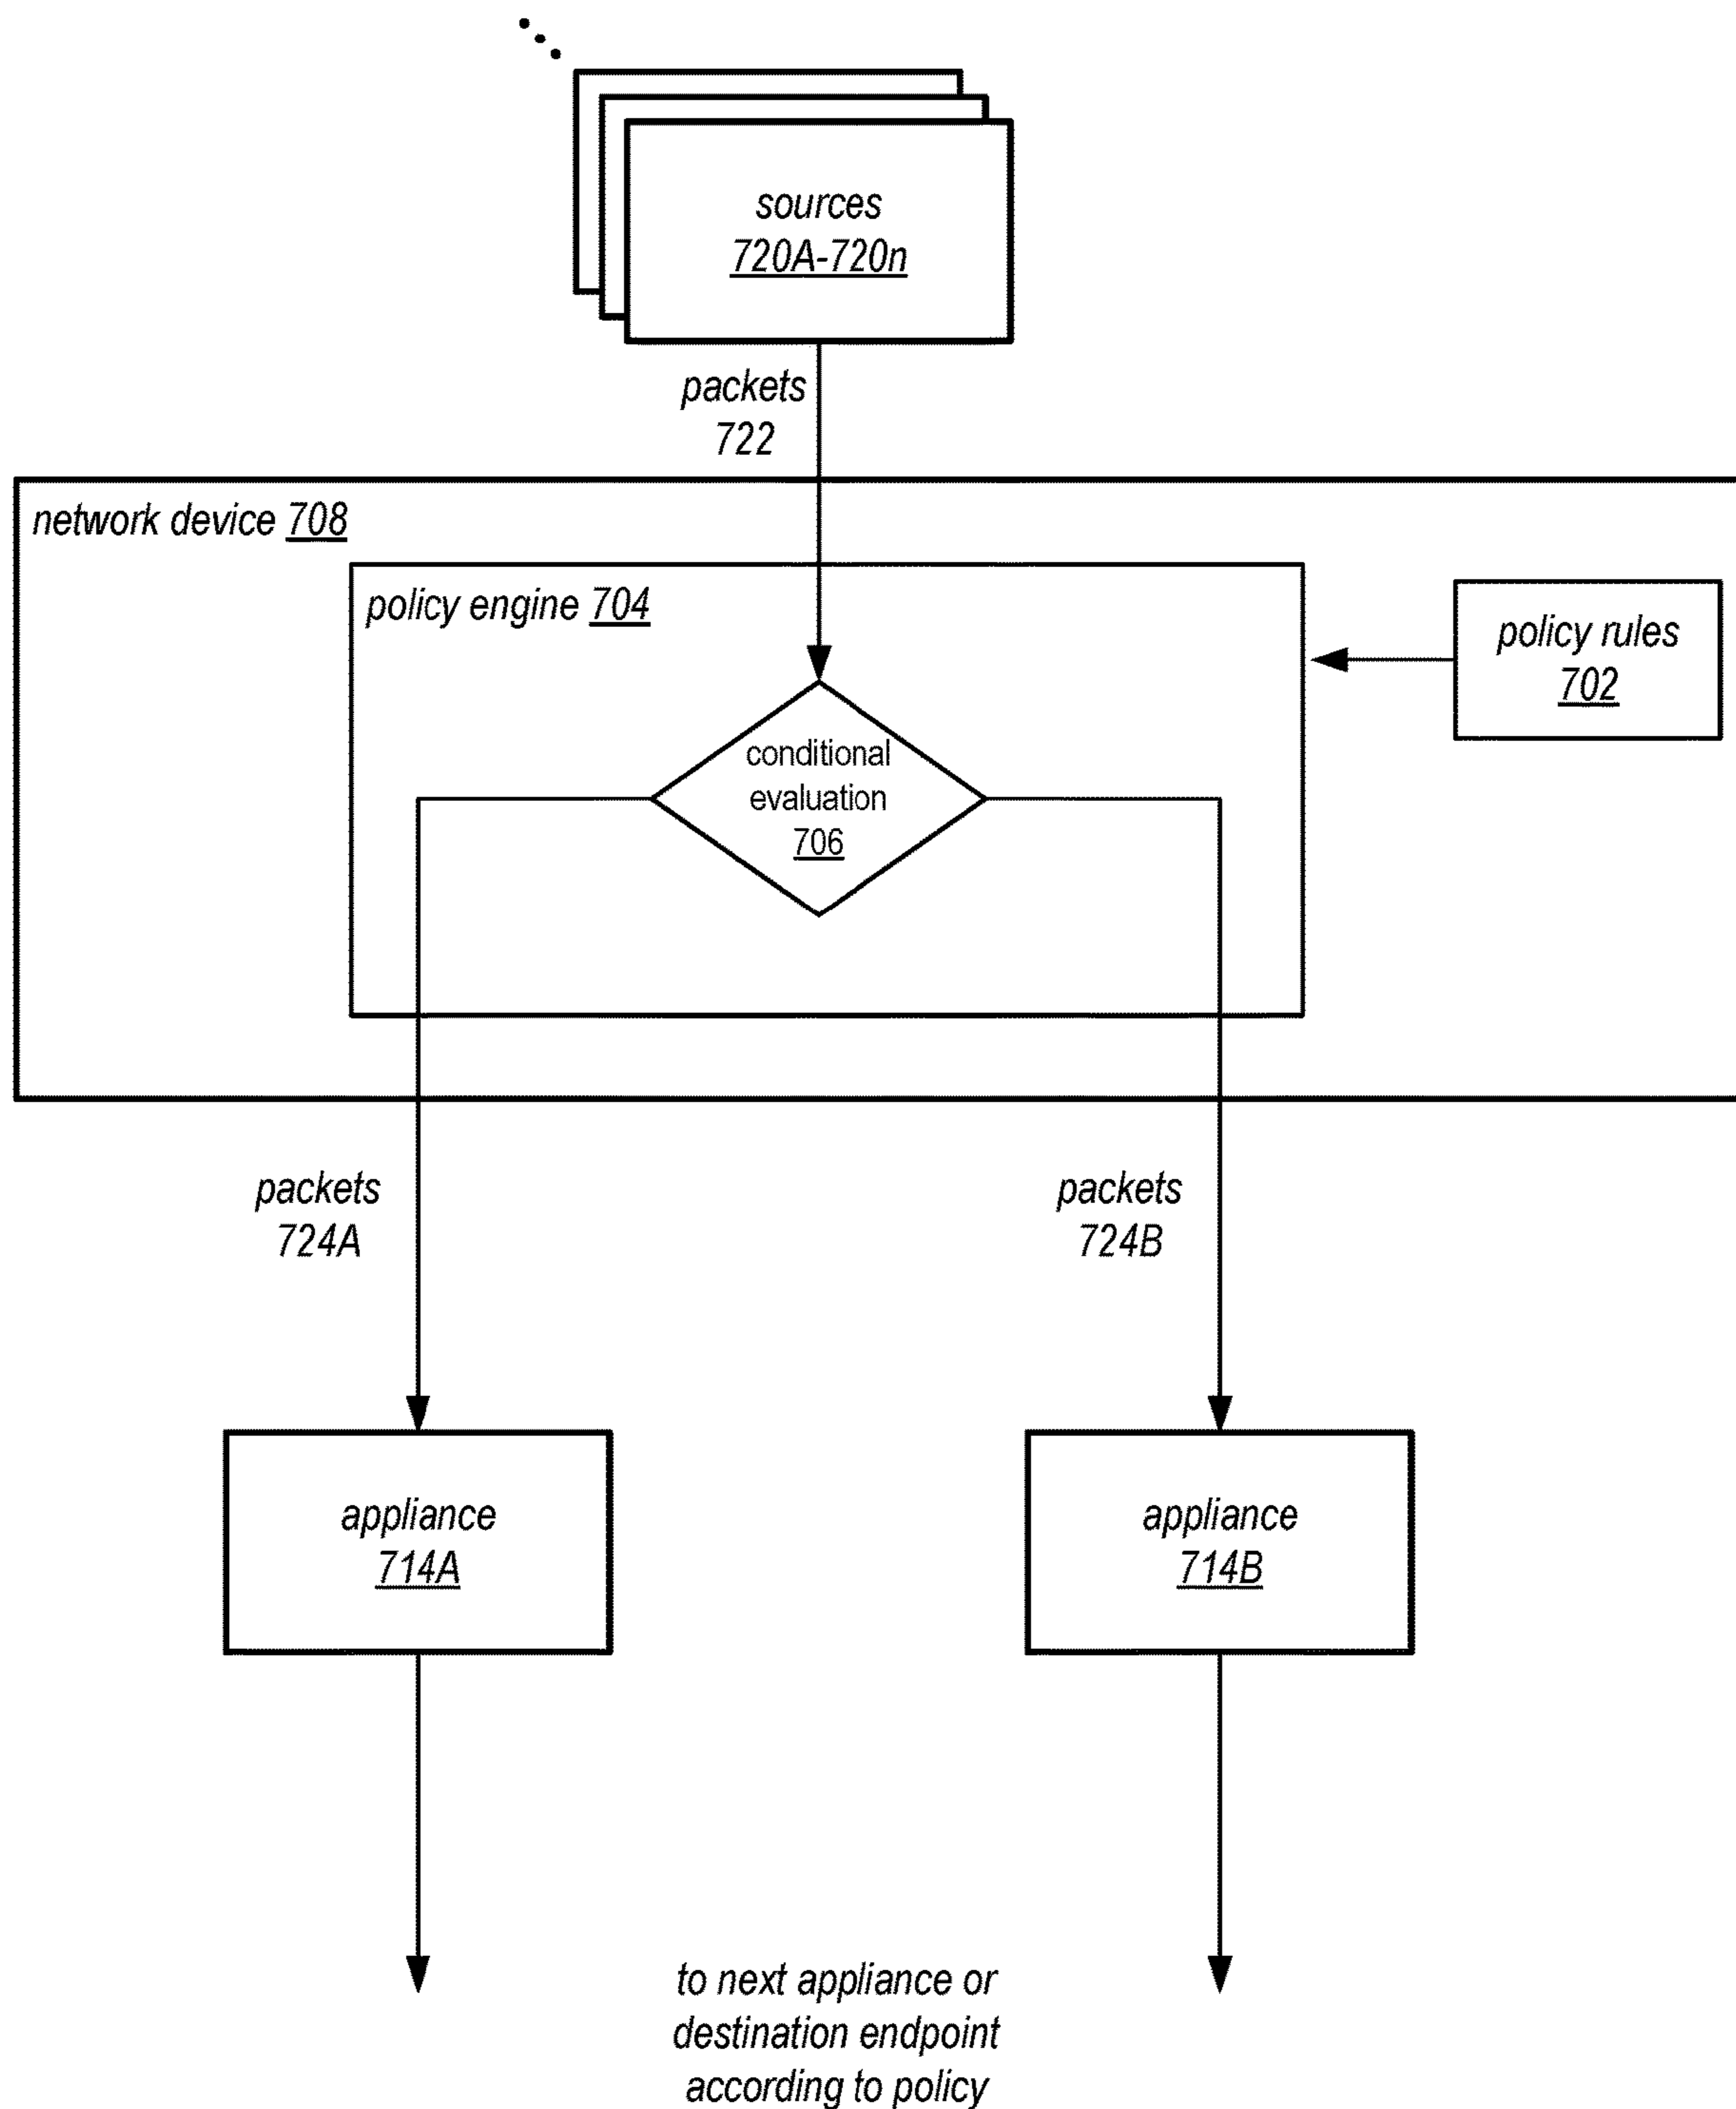 sources
720A-720n
packets
722
network device 708
policy engine 704
policy rules
702
conditional
evaluation
706
packets
724A
packets
724B
appliance
714A
appliance
714B
to next appliance or
destination endpoint
according to policy